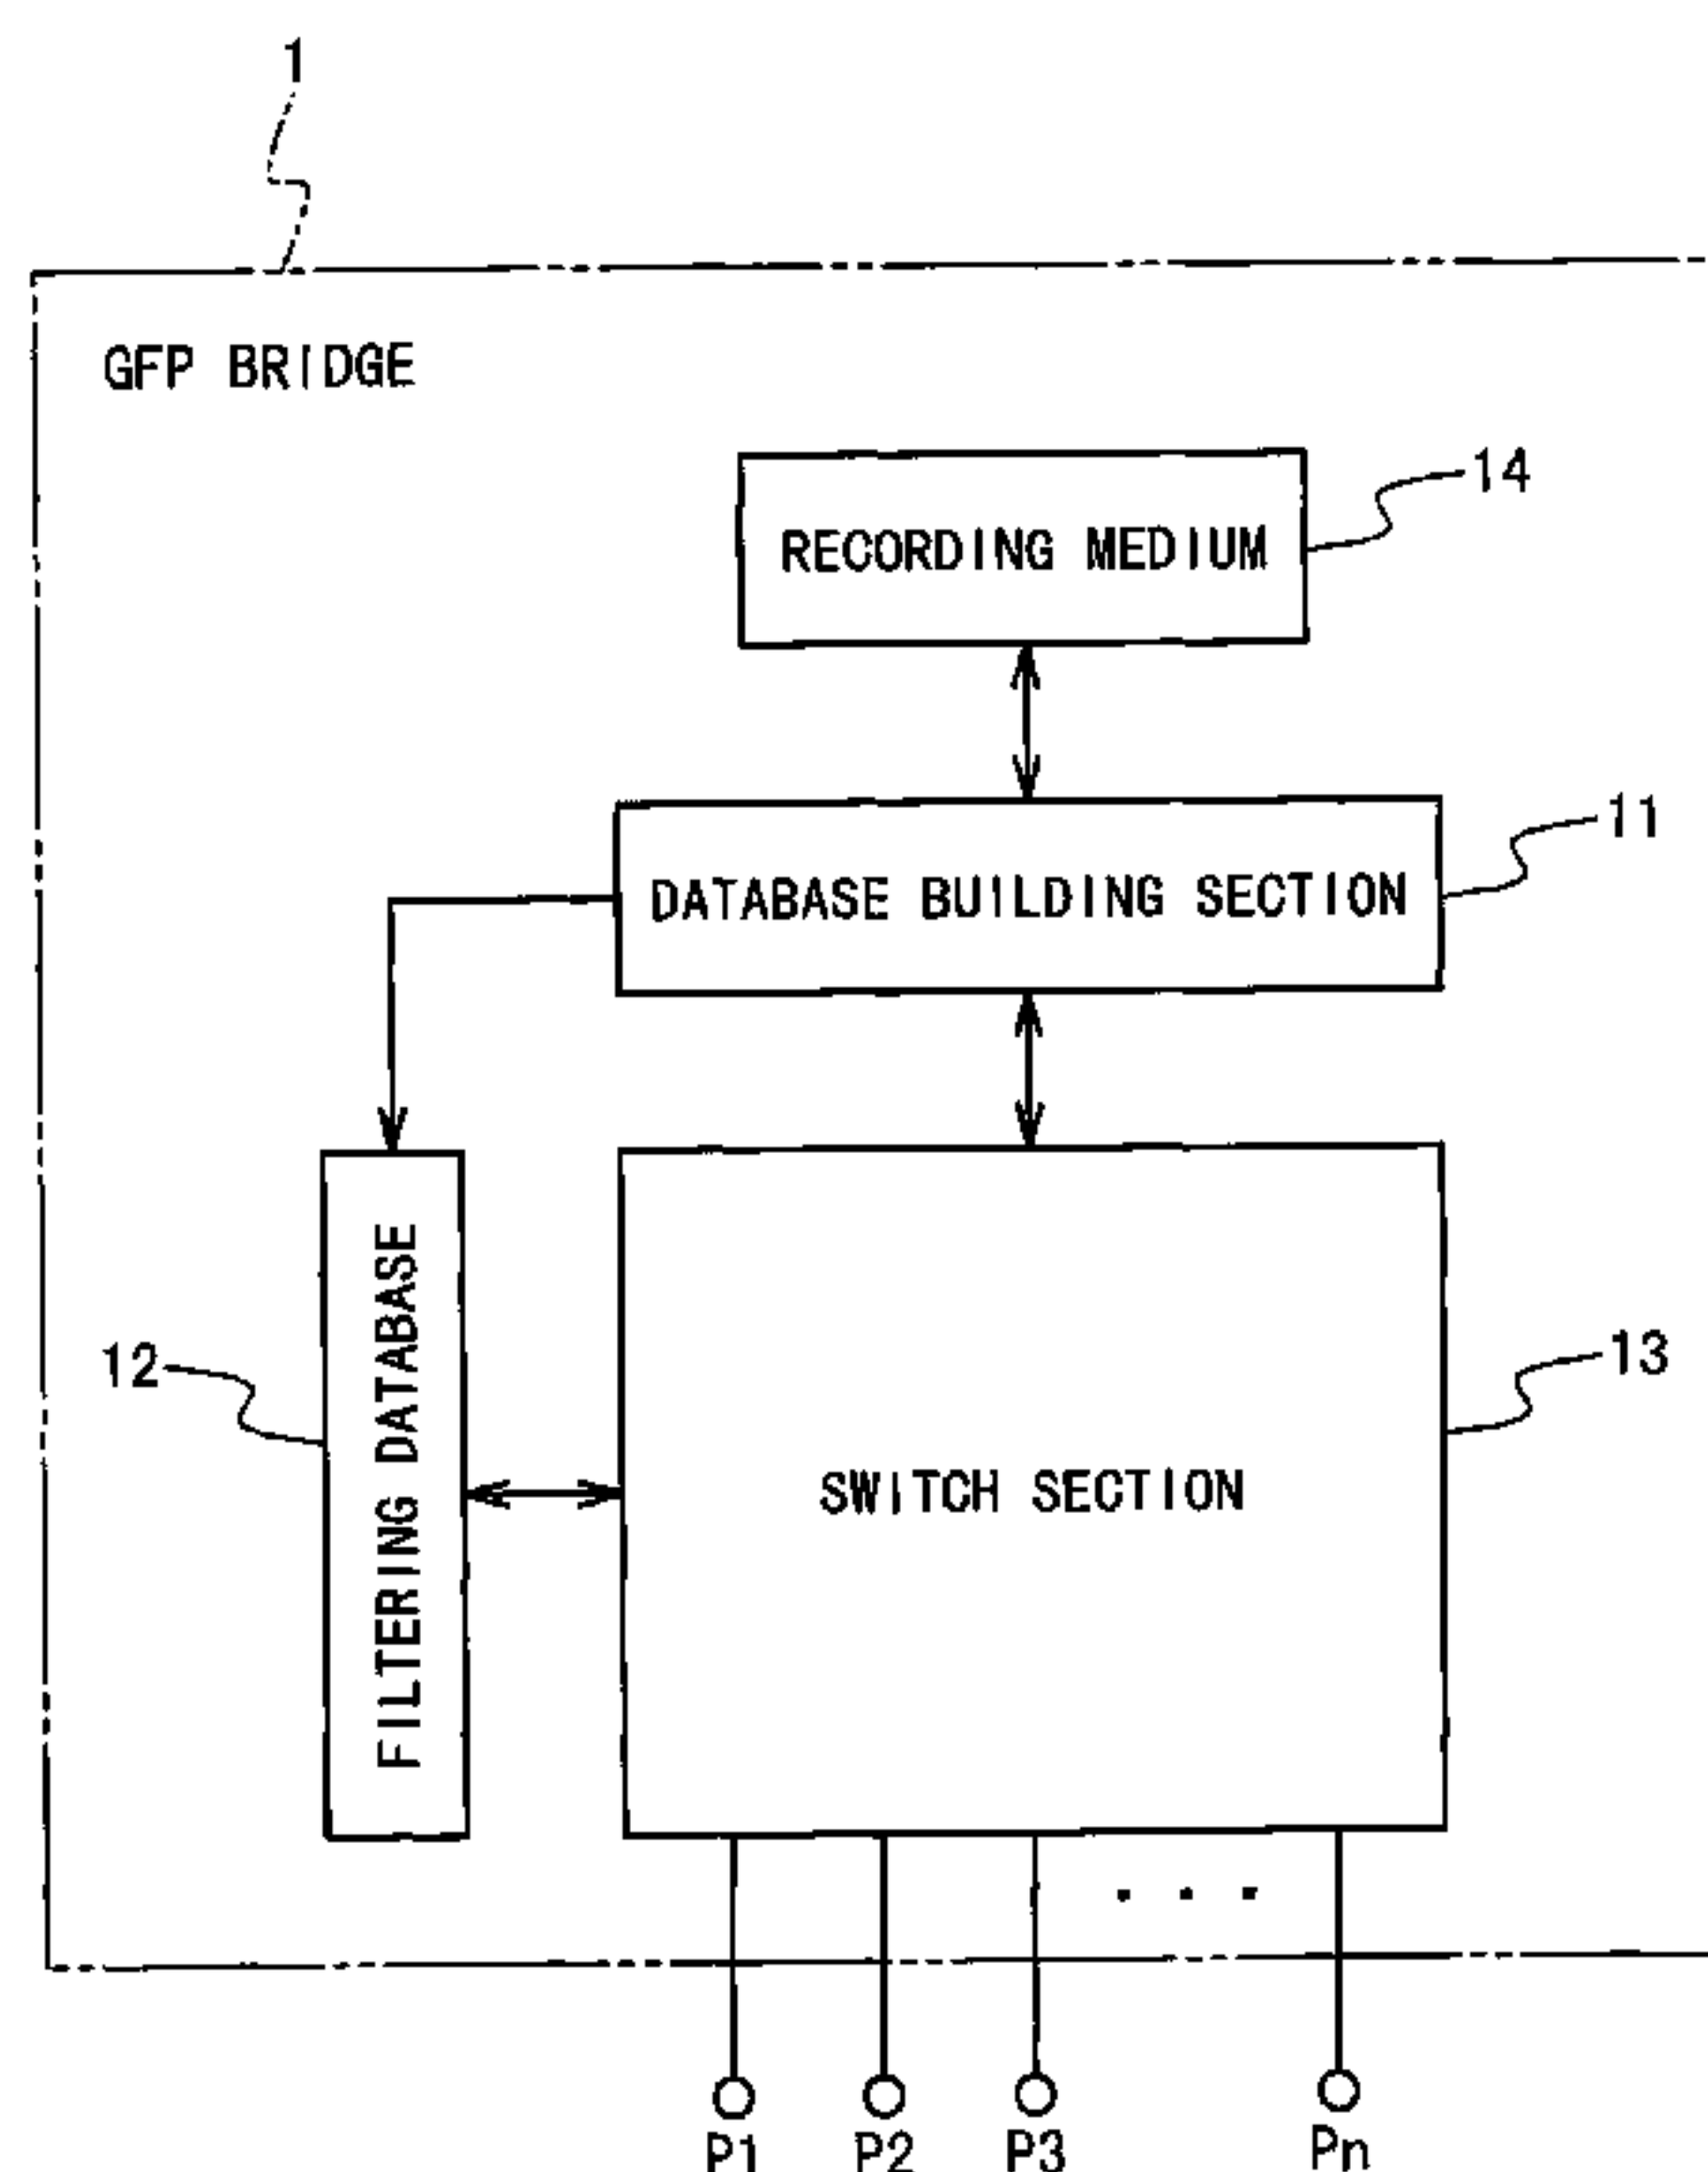 1
GFP BRIDGE
14
RECORDING MEDIUM
11
DATABASE BUILDING SECTION
12
FILTERING DATABASE
13
SWITCH SECTION
. . .
P1 P2 P3 Pn